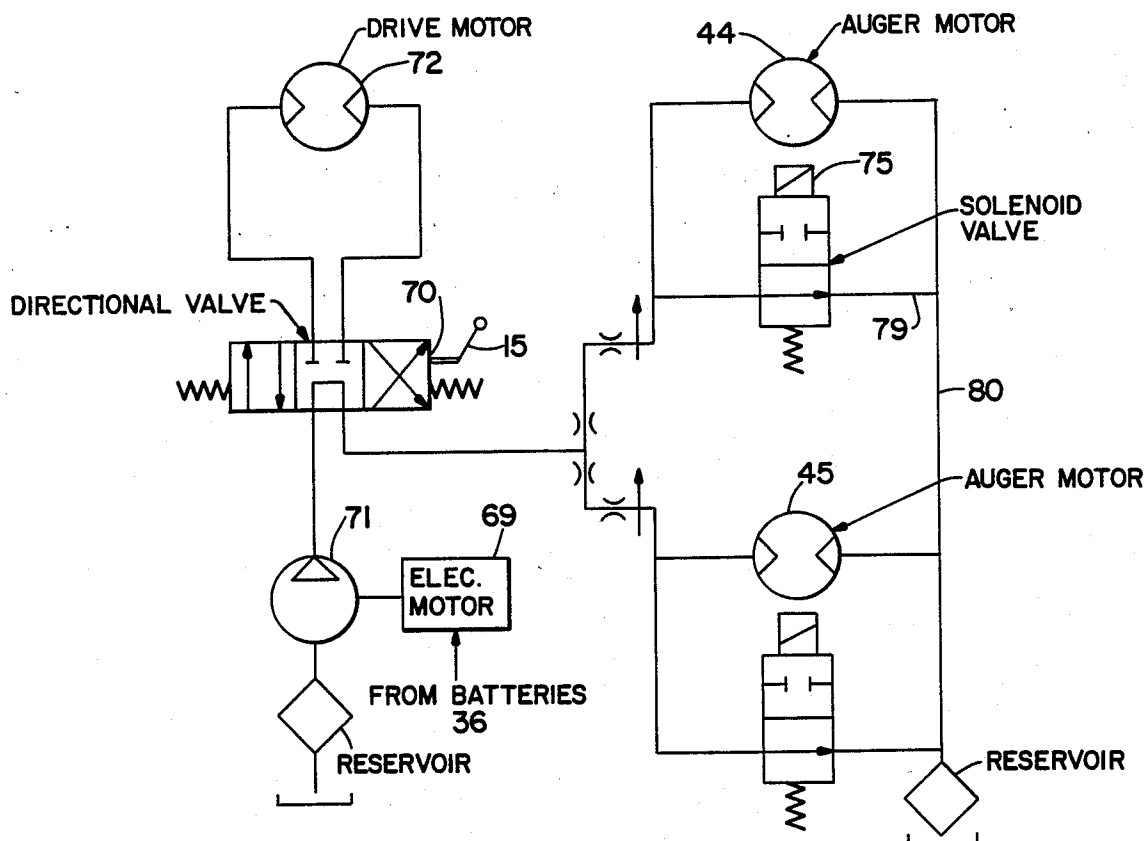 DRIVE MOTOR
72
44
AUGER MOTOR
75
SOLENOID
VALVE
DIRECTIONAL VALVE
70
15
79
80
45
AUGER MOTOR
71
69
ELEC.
MOTOR
FROM BATTERIES
36
RESERVOIR
RESERVOIR